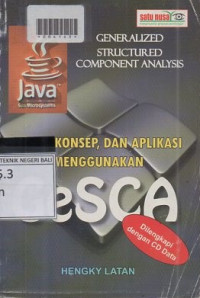 satu nusa
GENERALIZED
STRUCTURED
COMPONENT ANALYSIS
Java
KONSEP, DAN APLIKASI
TEKNIK NEGERI BALI
MENGGUNAKAN
eSCA
Dilengkapi
dengan CD Data
HENGKY LATAN